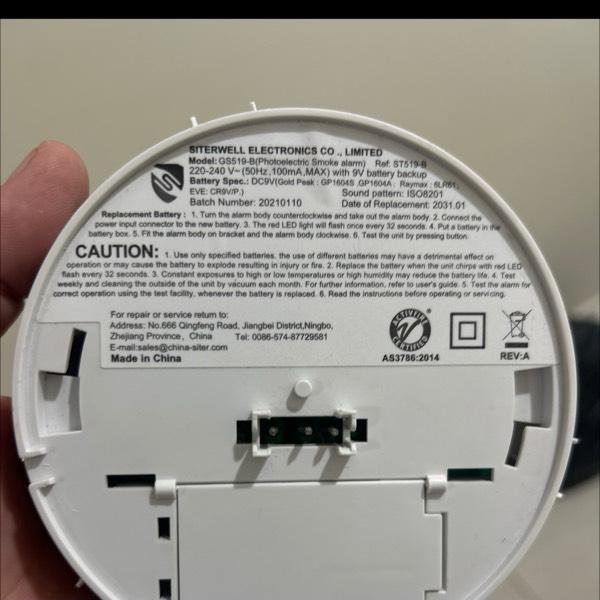 SITERWELL ELECTRONICS CO ., LIMITED
Model: GS519-B(Photoelectric Smoke alarm) Ref: ST519-B
220-240 V~(50Hz,100mA,MAX) with 9V battery backup
Battery Spec.: DC9V(Gold Peak : GP1604S ,GP1604A, Raymax : 6LR61,
EVE: CR9V/P.) Sound pattern: ISO8201
Batch Number: 20210110 Date of Replacement: 2031.01
Replacement Battery : 1. Turn the alarm body counterclockwise and take out the alarm body. 2. Connect the
power input connector to the new battery. 3. The red LED light will flash once every 32 seconds. 4. Put a battery in the
battery box. 5. Fit the alarm body on bracket and the alarm body clockwise. 6. Test the unit by pressing button.
CAUTION: 1. Use only specified batteries. the use of different batteries may have a detrimental effect on
operation or may cause the battery to explode resulting in injury or fire. 2. Replace the battery when the unit chirps with red LED
flash every 32 seconds. 3. Constant exposures to high or low temperatures or high humidity may reduce the battery life. 4. Test
weekly and cleaning the outside of the unit by vacuum each month. For further information, refer to user's guide. 5. Test the alarm for
correct operation using the test facility, whenever the battery is replaced. 6. Read the instructions before operating or servicing.
For repair or service return to:
Address: No.666 Qingfeng Road, Jiangbei District,Ningbo,
Zhejiang Province, China Tel: 0086-574-87729581
E-mail:sales@china-siter.com
Made in China
ACTIVFIRE
CERTIFIED
AS3786:2014
REV:A